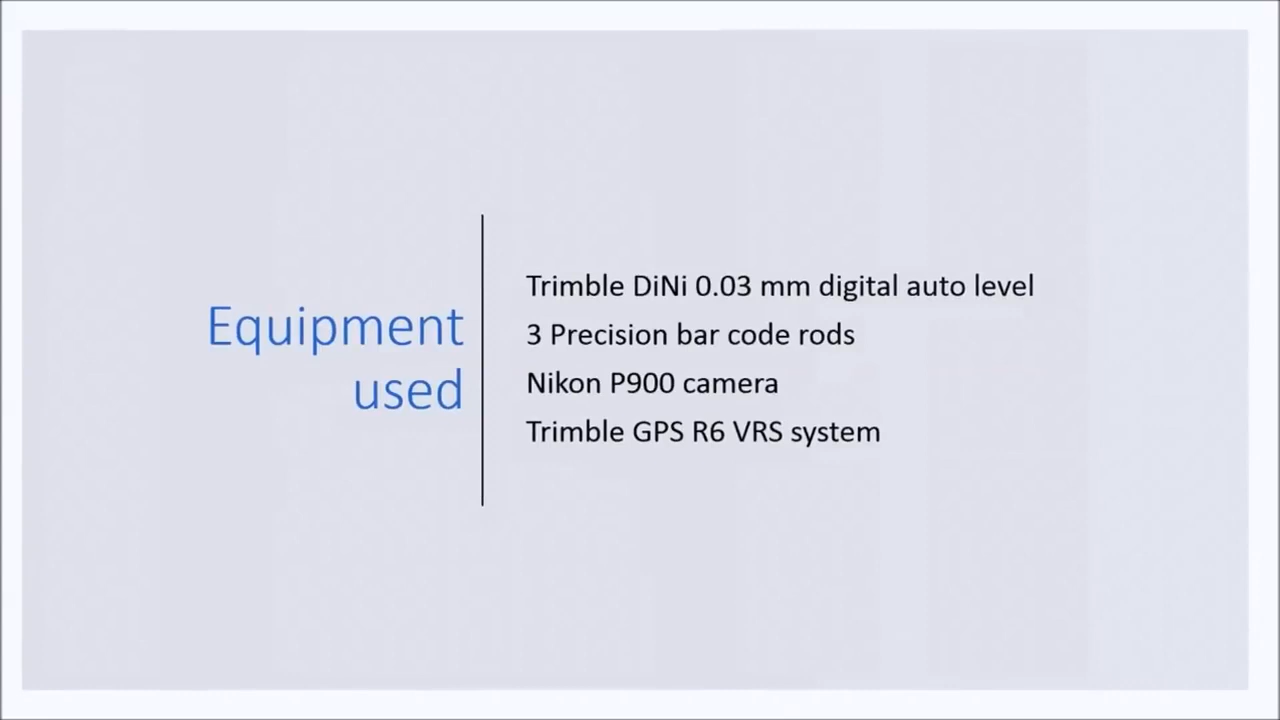 Equipment
used
Trimble DiNi 0.03 mm digital auto level
3 Precision bar code rods
Nikon P900 camera
Trimble GPS R6 VRS system